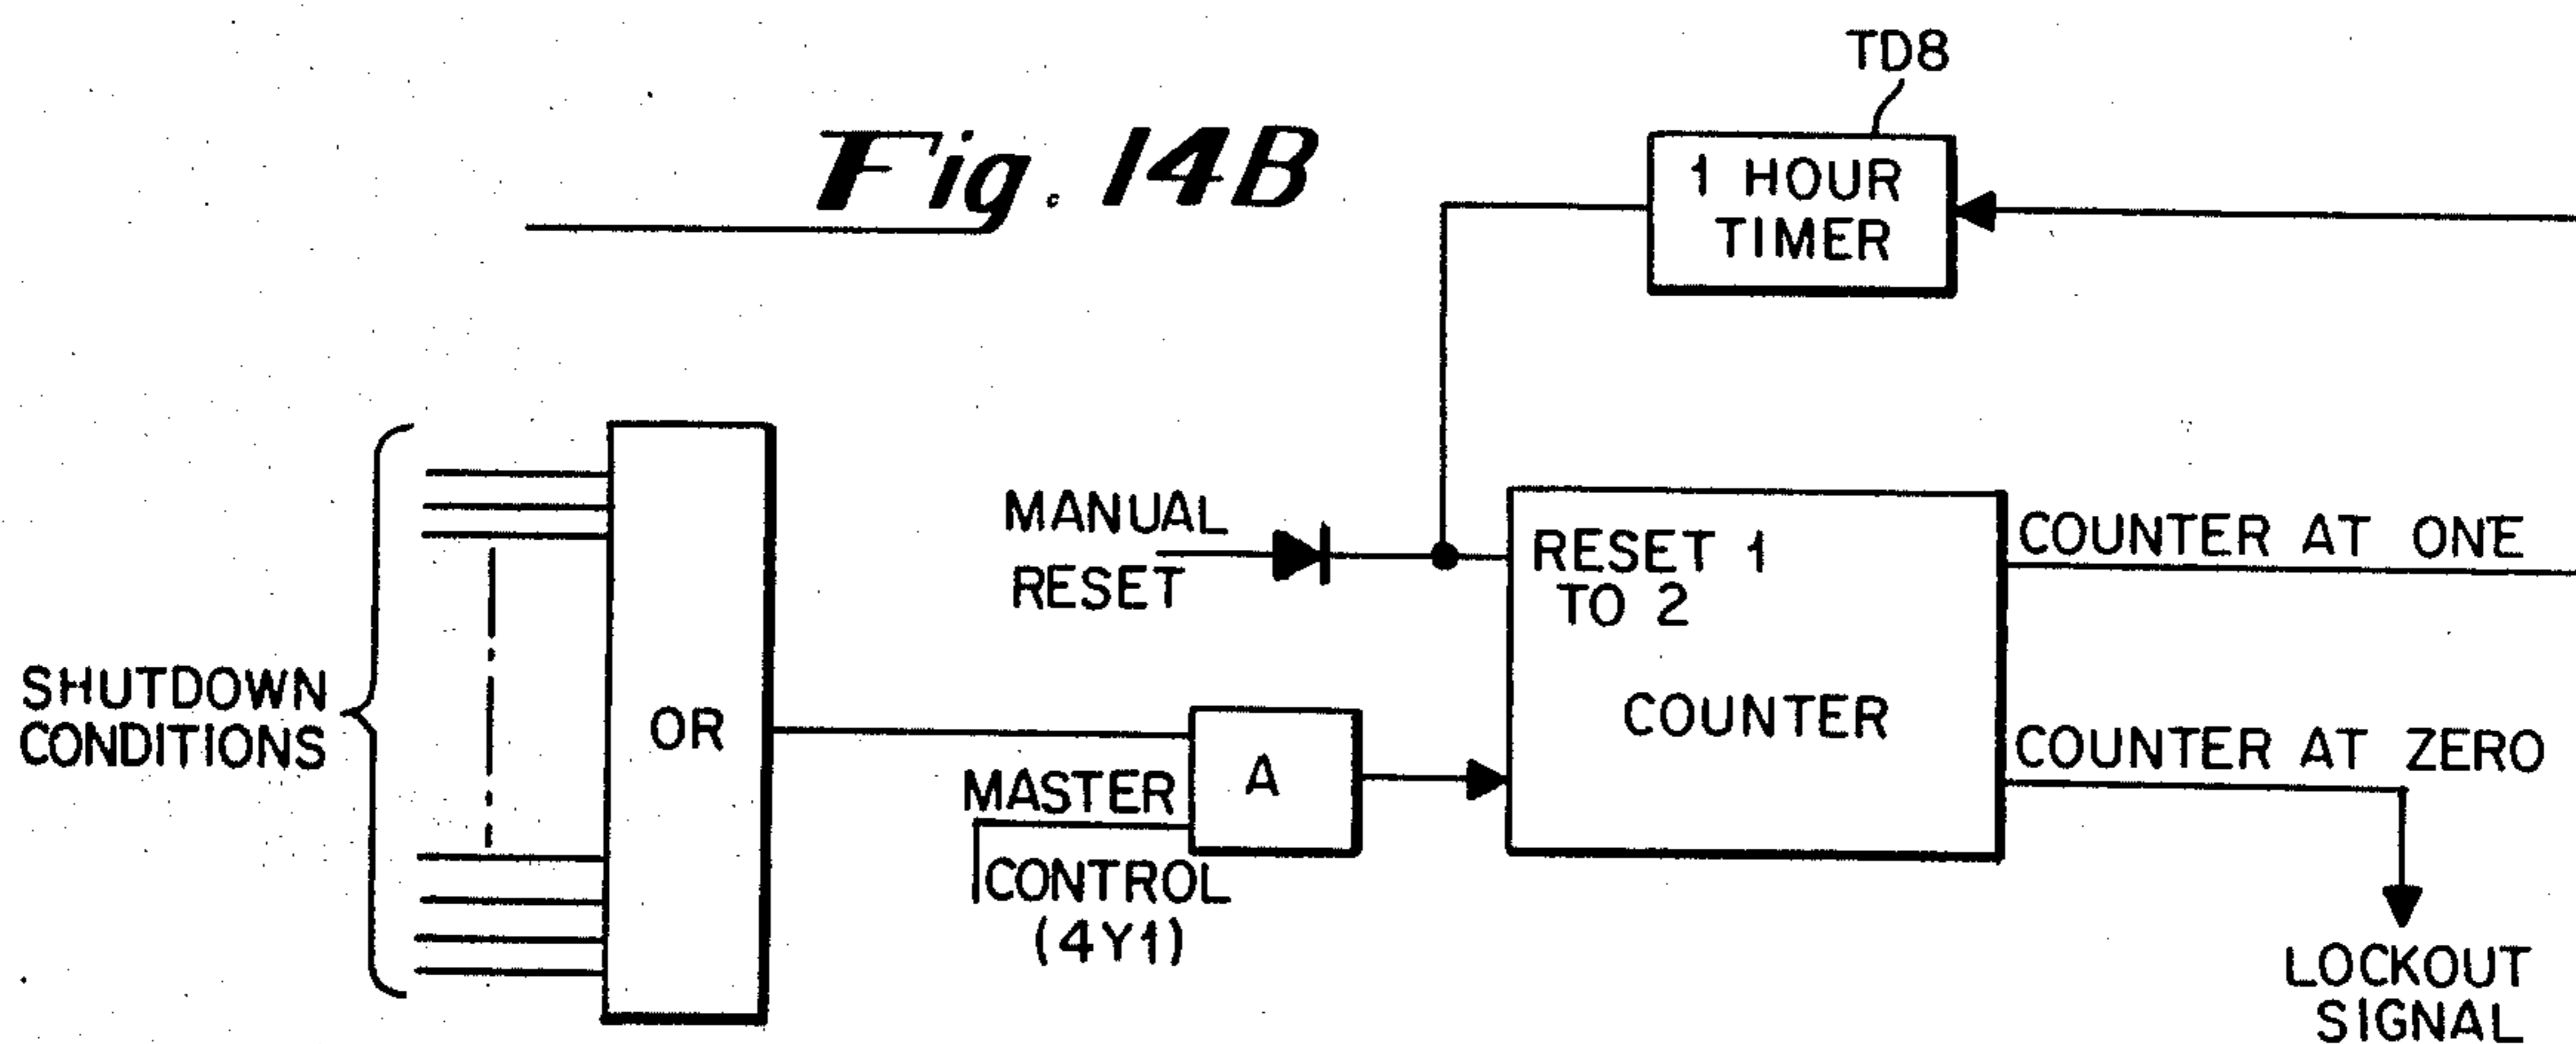 TD8
Fig. 14B
1 HOUR
TIMER
MANUAL
RESET
RESET 1
TO 2
COUNTER
COUNTER AT ONE
COUNTER AT ZERO
SHUTDOWN
CONDITIONS
OR
A
MASTER
CONTROL
(4Y1)
LOCKOUT
SIGNAL